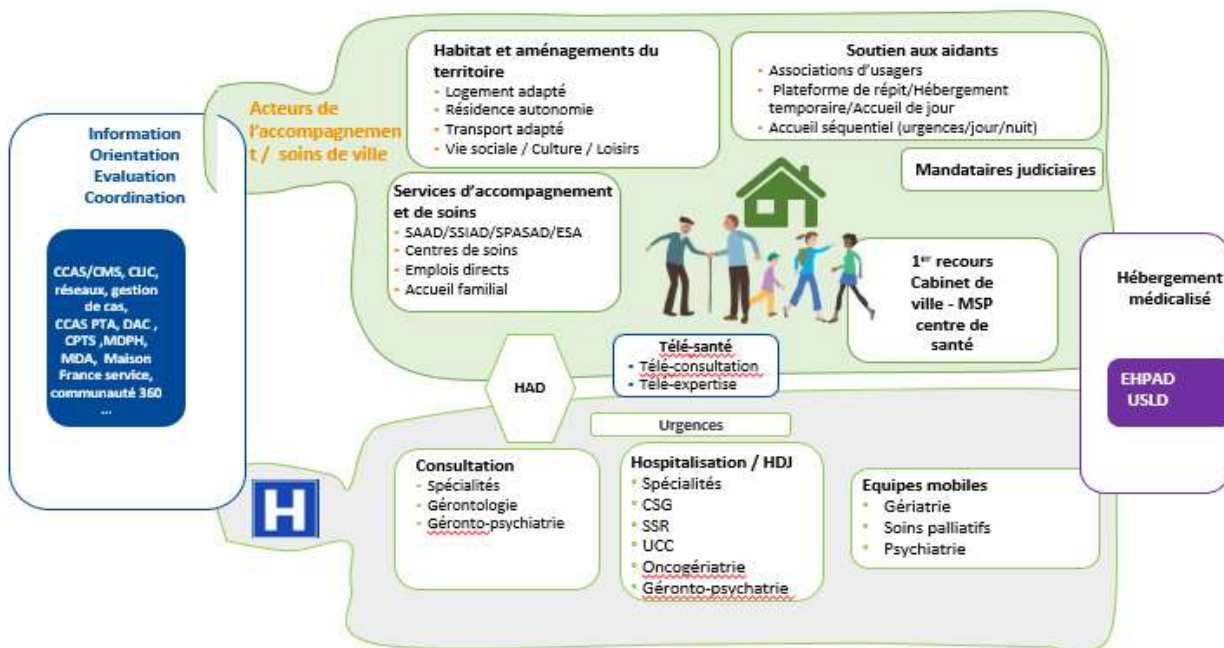 Information
Orientation
Evaluation
Coordination
CCAS/CMS, CLIC,
réseaux, gestion
de cas,
CCAS PTA, DAC ,
CPTS ,MDPH,
MDA, Maison
France service,
communauté 360
...
Acteurs de
l'accompagnemen
t / soins de ville
Habitat et aménagements du
territoire
- Logement adapté
- Résidence autonomie
- Transport adapté
- Vie sociale / Culture / Loisirs
Soutien aux aidants
- Associations d'usagers
- Plateforme de répit/Hébergement
temporaire/Accueil de jour
- Accueil séquentiel (urgences/jour/nuit)
Mandataires judiciaires
Services d'accompagnement
et de soins
- SAAD/SSIAD/SPASAD/ESA
- Centres de soins
- Emplois directs
- Accueil familial
1er recours
Cabinet de
ville - MSP
centre de
santé
Télé-santé
- Télé-consultation
- Télé-expertise
HAD
Urgences
H
Consultation
- Spécialités
- Gérontologie
- Géronto-psychiatrie
Hospitalisation / HDJ
° Spécialités
° CSG
° SSR
° UCC
° Oncogériatrie
° Géronto-psychatrie
Equipes mobiles
• Gériatrie
• Soins palliatifs
• Psychiatrie
Hébergement
médicalisé
EHPAD
USLD